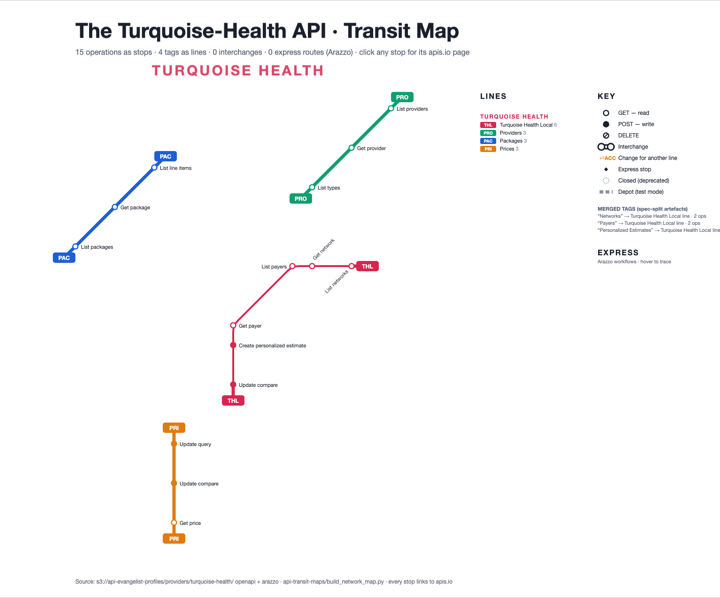 The Turquoise-Health API · Transit Map
15 operations as stops · 4 tags as lines · 0 interchanges · 0 express routes (Arazzo) · click any stop for its apis.io page
TURQUOISE HEALTH
PRO
List providers
Get provider
List types
PRO
PAC
List line items
Get package
List packages
PAC
Get network
List payers
THL
List networks
Get payer
Create personalized estimate
Update compare
THL
PRI
Update query
Update compare
Get price
PRI
LINES
TURQUOISE HEALTH
THL Turquoise Health Local 6
PRO Providers 3
PAC Packages 3
PRI Prices 3
KEY
GET — read
POST — write
DELETE
Interchange
Change for another line
Express stop
Closed (deprecated)
Depot (test mode)
MERGED TAGS (spec-split artefacts)
"Networks" → Turquoise Health Local line · 2 ops
"Payers" → Turquoise Health Local line · 2 ops
"Personalized Estimates" → Turquoise Health Local line
EXPRESS
Arazzo workflows · hover to trace
Source: s3://api-evangelist-profiles/providers/turquoise-health/ openapi + arazzo · api-transit-maps/build_network_map.py · every stop links to apis.io